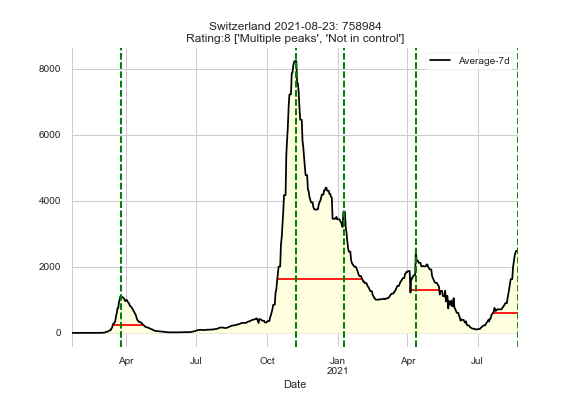 Switzerland 2021-08-23: 758984
Rating:8 ['Multiple peaks', 'Not in control']
Average-7d
8000
6000
4000
2000
0
Apr
Jul
Oct
Jan
2021
Apr
Jul
Date